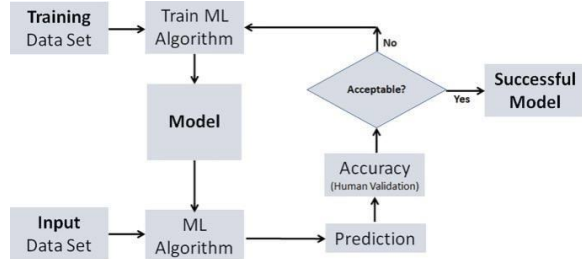 Training
Data Set
Train ML
Algorithm
No
Acceptable?
Yes
Successful
Model
Model
Accuracy
(Human Validation)
Input
Data Set
ML
Algorithm
Prediction